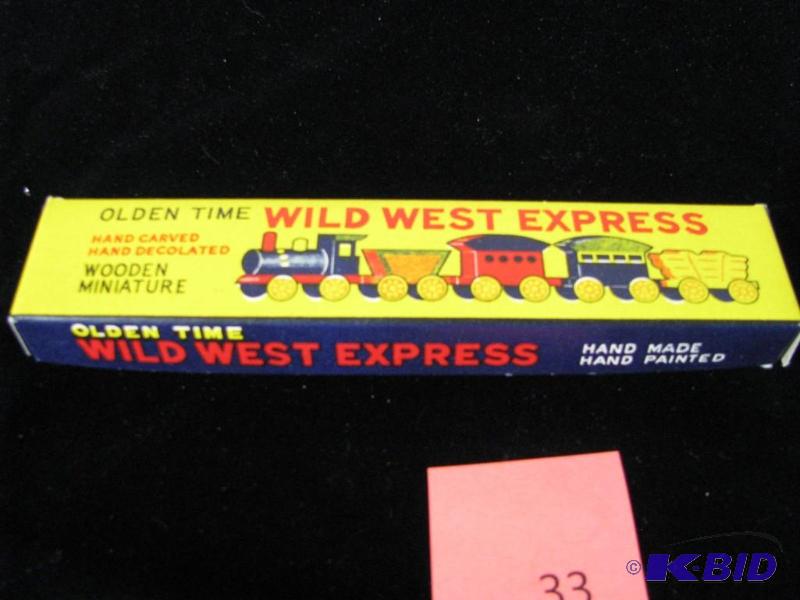 OLDEN TIME WILD WEST EXPRESS
HAND CARVED
HAND DECOLATED
WOODEN
MINIATURE
OLDEN TIME
WILD WEST EXPRESS
HAND MADE
HAND PAINTED
33
© K-BID